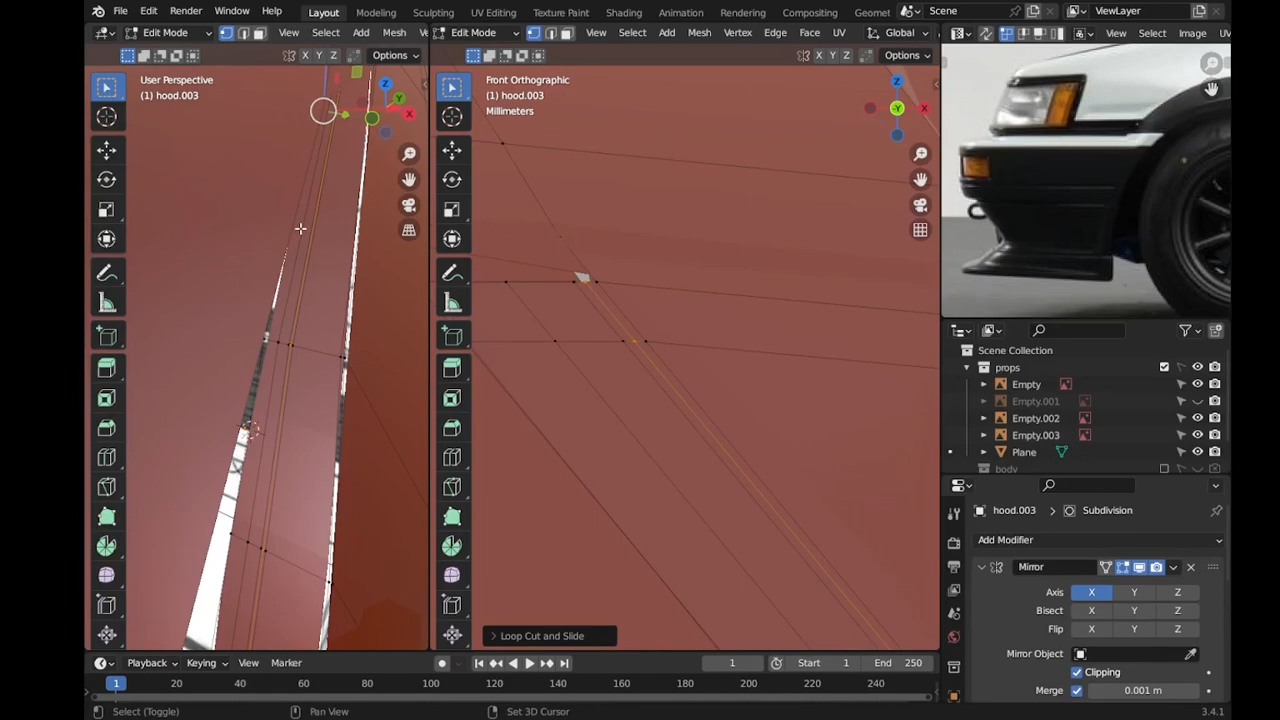 File Edit Render Window Help Layout Modeling Sculpting UV Editing Texture Paint Shading Animation Rendering Compositing Geomet Scene ViewLayer
Edit Mode View Select Add Mesh Ve Edit Mode View Select Add Mesh Vertex Edge Face UV Global View Select Image UV
X Y Z Options X Y Z Options
User Perspective
(1) hood.003
Front Orthographic
(1) hood.003
Millimeters
Z
Y
X
Z
-Y
X
Scene Collection
props
Empty
Empty.001
Empty.002
Empty.003
Plane
body
hood.003 > Subdivision
Add Modifier
Mirror
Axis X Y Z
Bisect X Y Z
Flip X Y Z
Mirror Object
Clipping
Merge 0.001 m
> Loop Cut and Slide
Playback Keying View Marker 1 Start 1 End 250
1 20 40 60 80 100 120 140 160 180 200 220 240
Select (Toggle) Pan View Set 3D Cursor 3.4.1